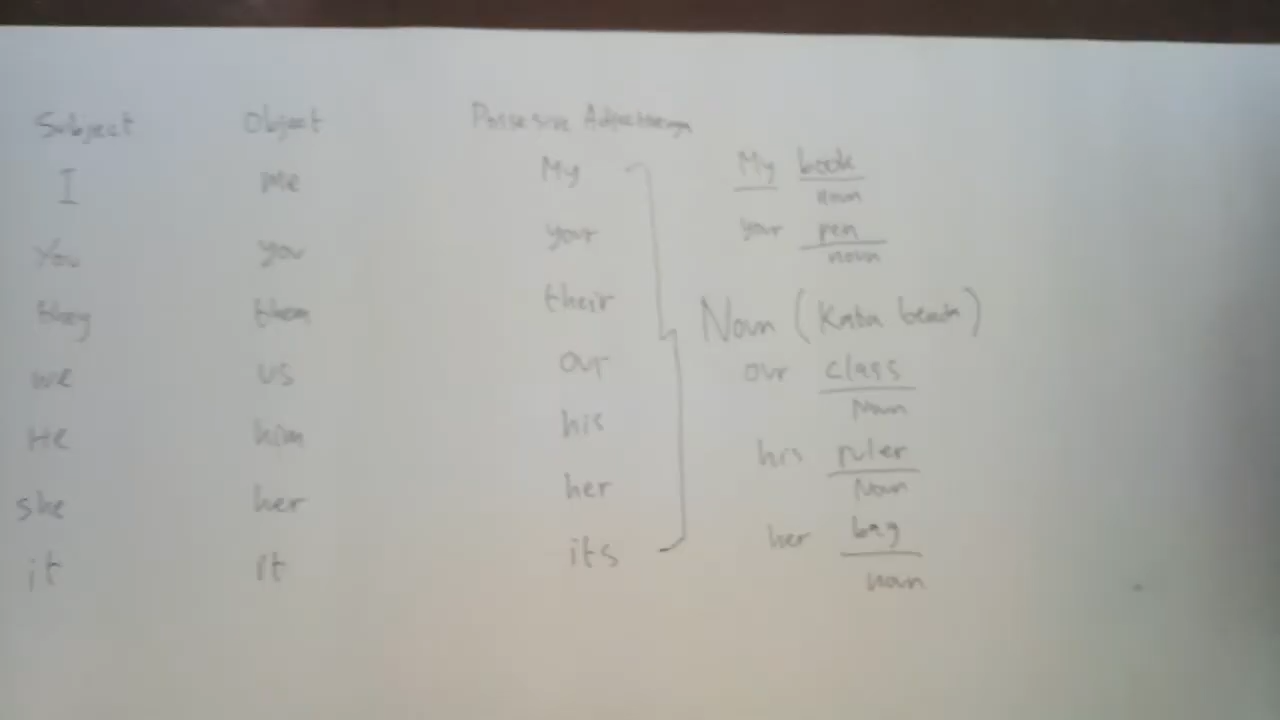 Subject Object
I me My My book
noun
You you your your pen
noun
they them their Noun (Kata benda)
we us our our class
Noun
He him his his ruler
Noun
she her her her bag
noun
it it its